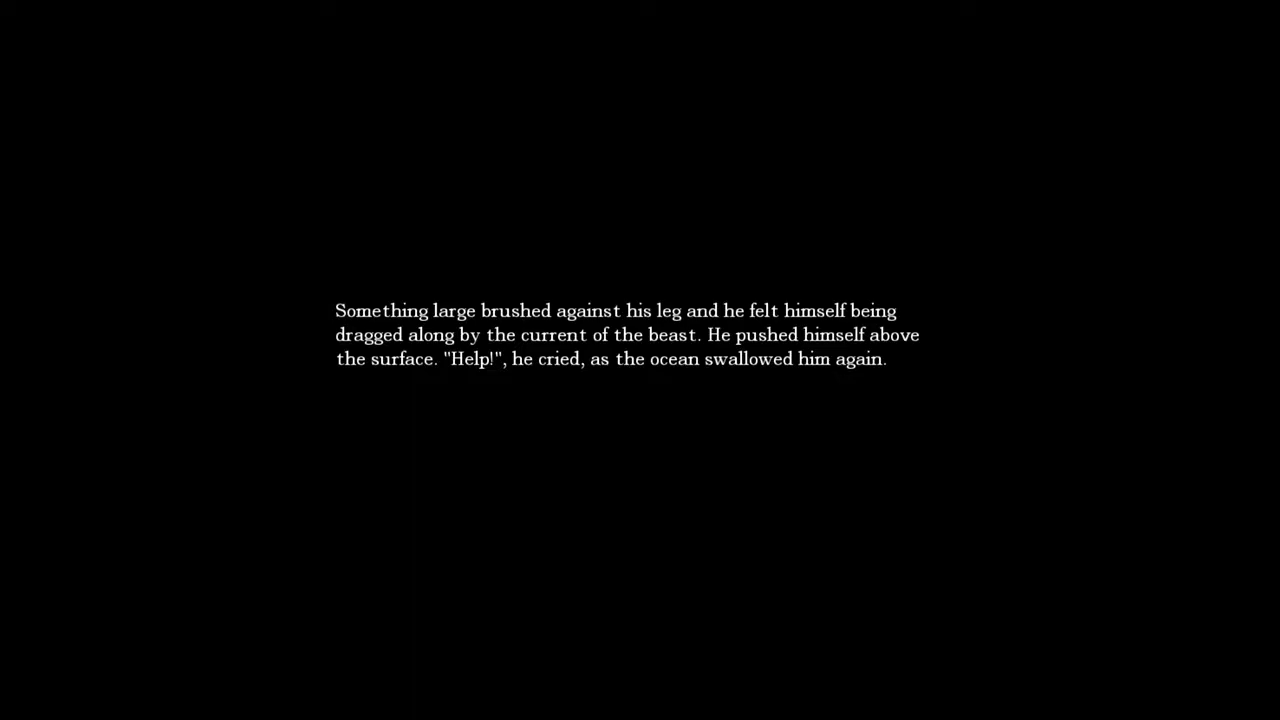 Something large brushed against his leg and he felt himself being
dragged along by the current of the beast. He pushed himself above
the surface. "Help!", he cried, as the ocean swallowed him again.